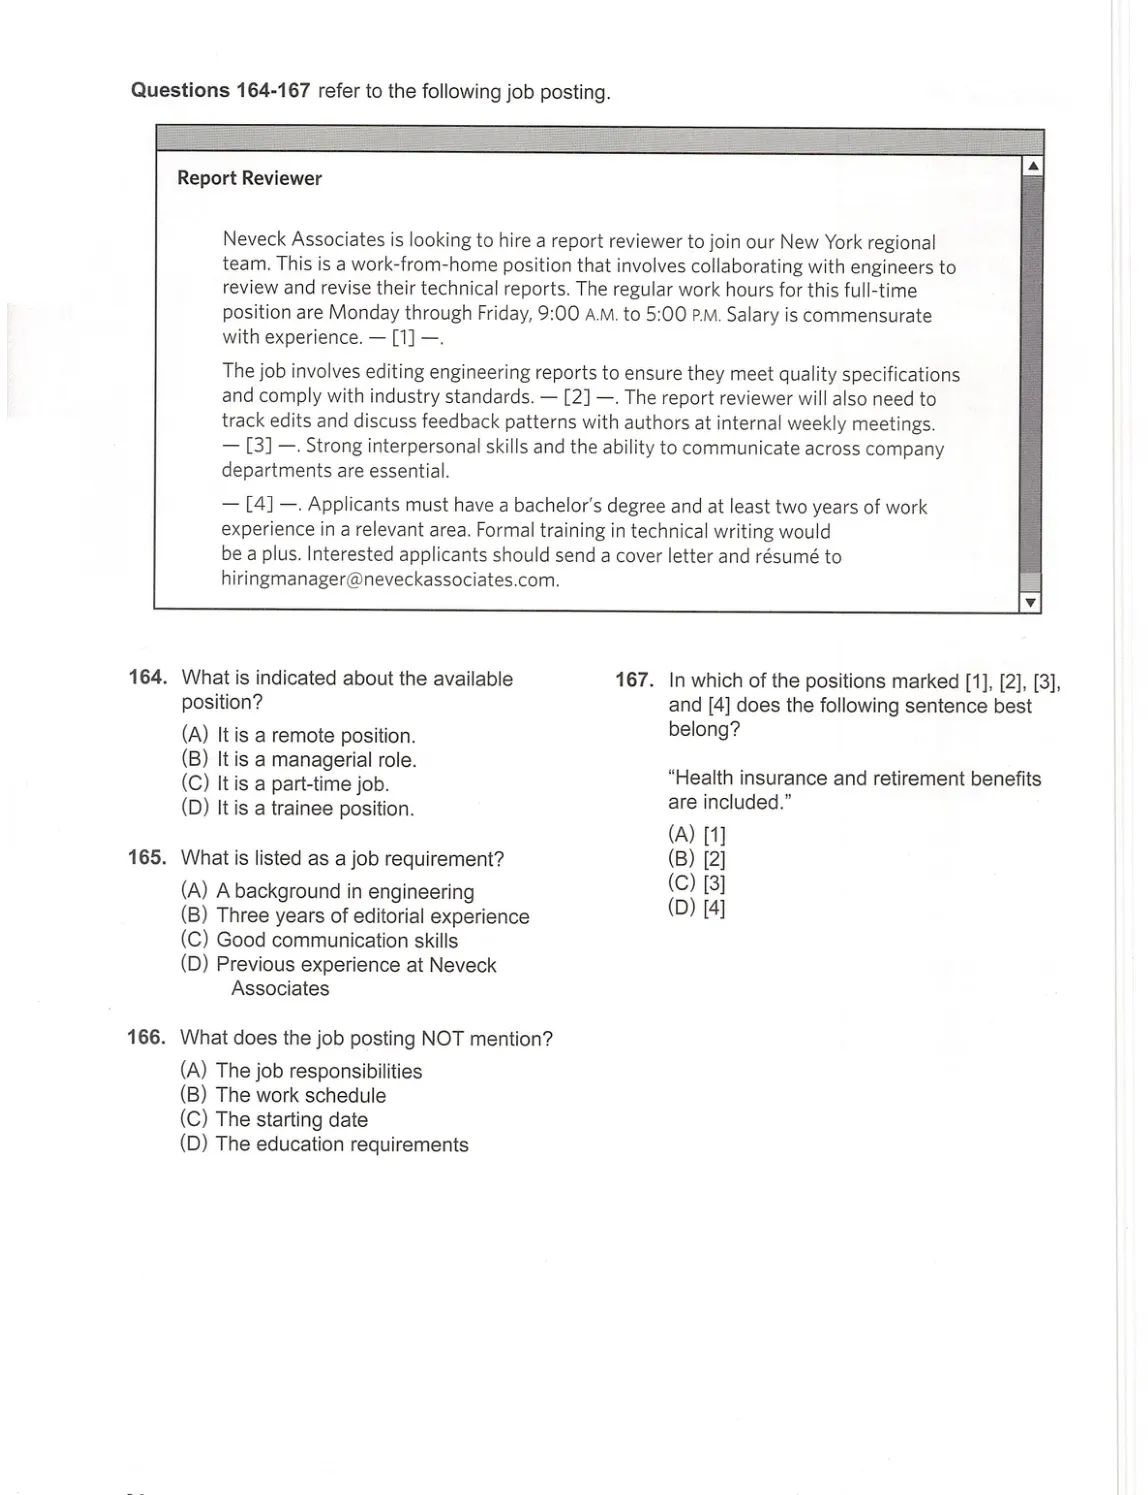 Questions 164-167 refer to the following job posting.
Report Reviewer
Neveck Associates is looking to hire a report reviewer to join our New York regional
team. This is a work-from-home position that involves collaborating with engineers to
review and revise their technical reports. The regular work hours for this full-time
position are Monday through Friday, 9:00 A.M. to 5:00 P.M. Salary is commensurate
with experience. — [1] —.
The job involves editing engineering reports to ensure they meet quality specifications
and comply with industry standards. — [2] —. The report reviewer will also need to
track edits and discuss feedback patterns with authors at internal weekly meetings.
— [3] —. Strong interpersonal skills and the ability to communicate across company
departments are essential.
— [4] —. Applicants must have a bachelor's degree and at least two years of work
experience in a relevant area. Formal training in technical writing would
be a plus. Interested applicants should send a cover letter and résumé to
hiringmanager@neveckassociates.com.
164. What is indicated about the available
position?
(A) It is a remote position.
(B) It is a managerial role.
(C) It is a part-time job.
(D) It is a trainee position.
165. What is listed as a job requirement?
(A) A background in engineering
(B) Three years of editorial experience
(C) Good communication skills
(D) Previous experience at Neveck
Associates
166. What does the job posting NOT mention?
(A) The job responsibilities
(B) The work schedule
(C) The starting date
(D) The education requirements
167. In which of the positions marked [1], [2], [3],
and [4] does the following sentence best
belong?
“Health insurance and retirement benefits
are included.”
(A) [1]
(B) [2]
(C) [3]
(D) [4]